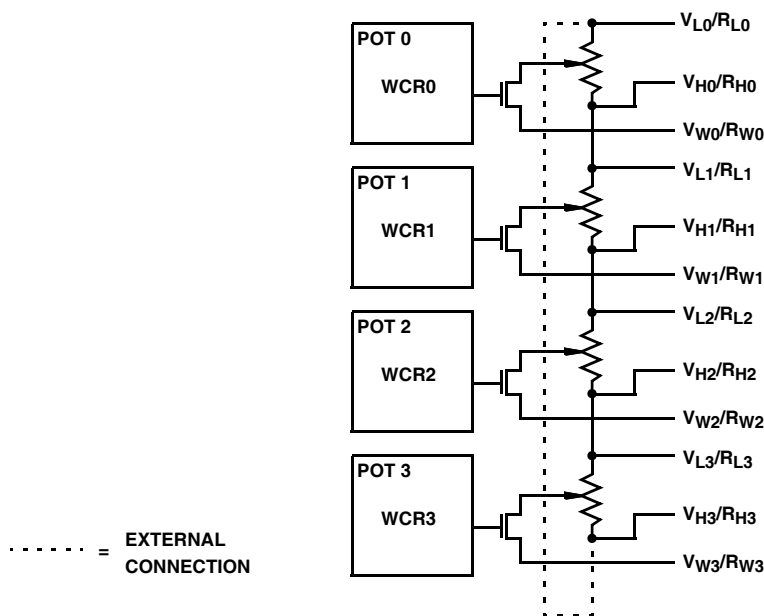 POT 0
WCR0
VL0/RL0
VH0/RH0
VW0/RW0
POT 1
WCR1
VL1/RL1
VH1/RH1
VW1/RW1
POT 2
WCR2
VL2/RL2
VH2/RH2
VW2/RW2
POT 3
WCR3
VL3/RL3
VH3/RH3
VW3/RW3
= EXTERNAL
CONNECTION